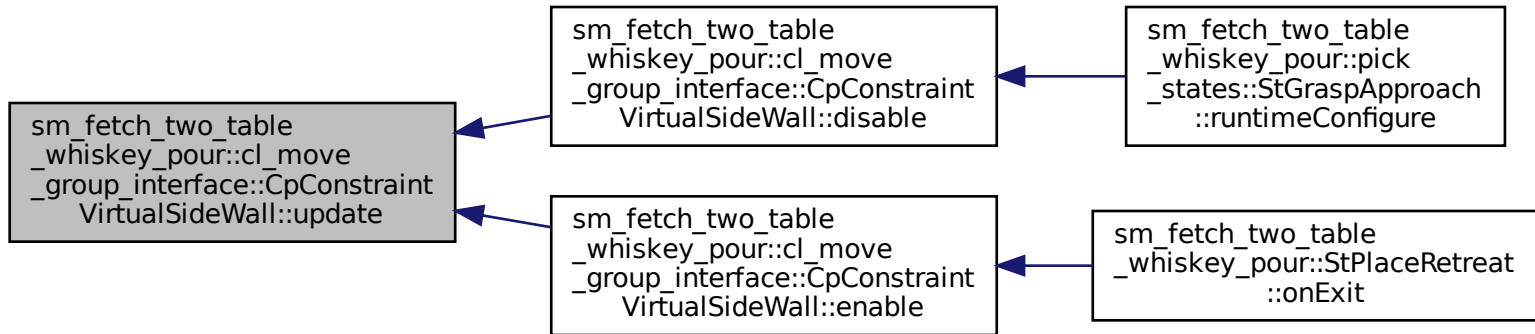 sm_fetch_two_table
_whiskey_pour::cl_move
_group_interface::CpConstraint
VirtualSideWall::update
sm_fetch_two_table
_whiskey_pour::cl_move
_group_interface::CpConstraint
VirtualSideWall::disable
sm_fetch_two_table
_whiskey_pour::pick
_states::StGraspApproach
::runtimeConfigure
sm_fetch_two_table
_whiskey_pour::cl_move
_group_interface::CpConstraint
VirtualSideWall::enable
sm_fetch_two_table
_whiskey_pour::StPlaceRetreat
::onExit